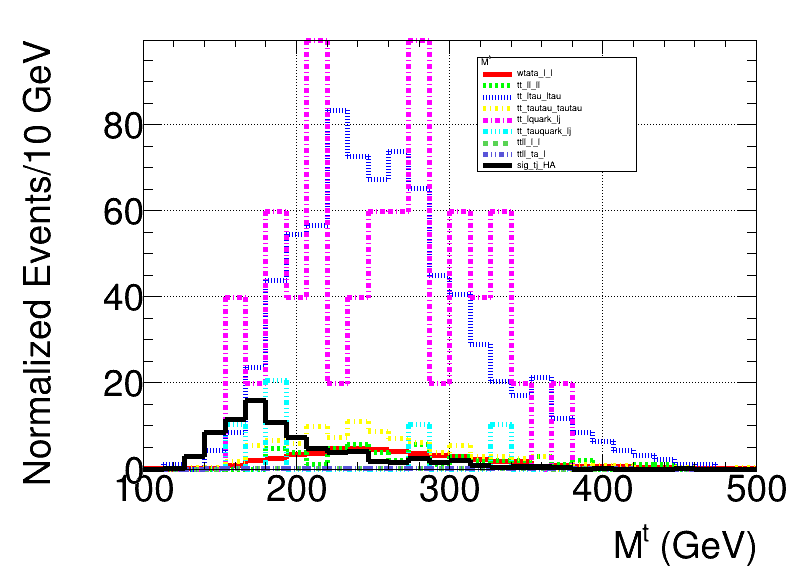 Normalized Events/10 GeV
80
60
40
20
0
100
200
300
400
500
M^t (GeV)
M^t
wtata_l_l
tt_ll_ll
tt_ltau_ltau
tt_tautau_tautau
tt_lquark_lj
tt_tauquark_lj
ttll_l_l
ttll_ta_l
sig_tj_HA